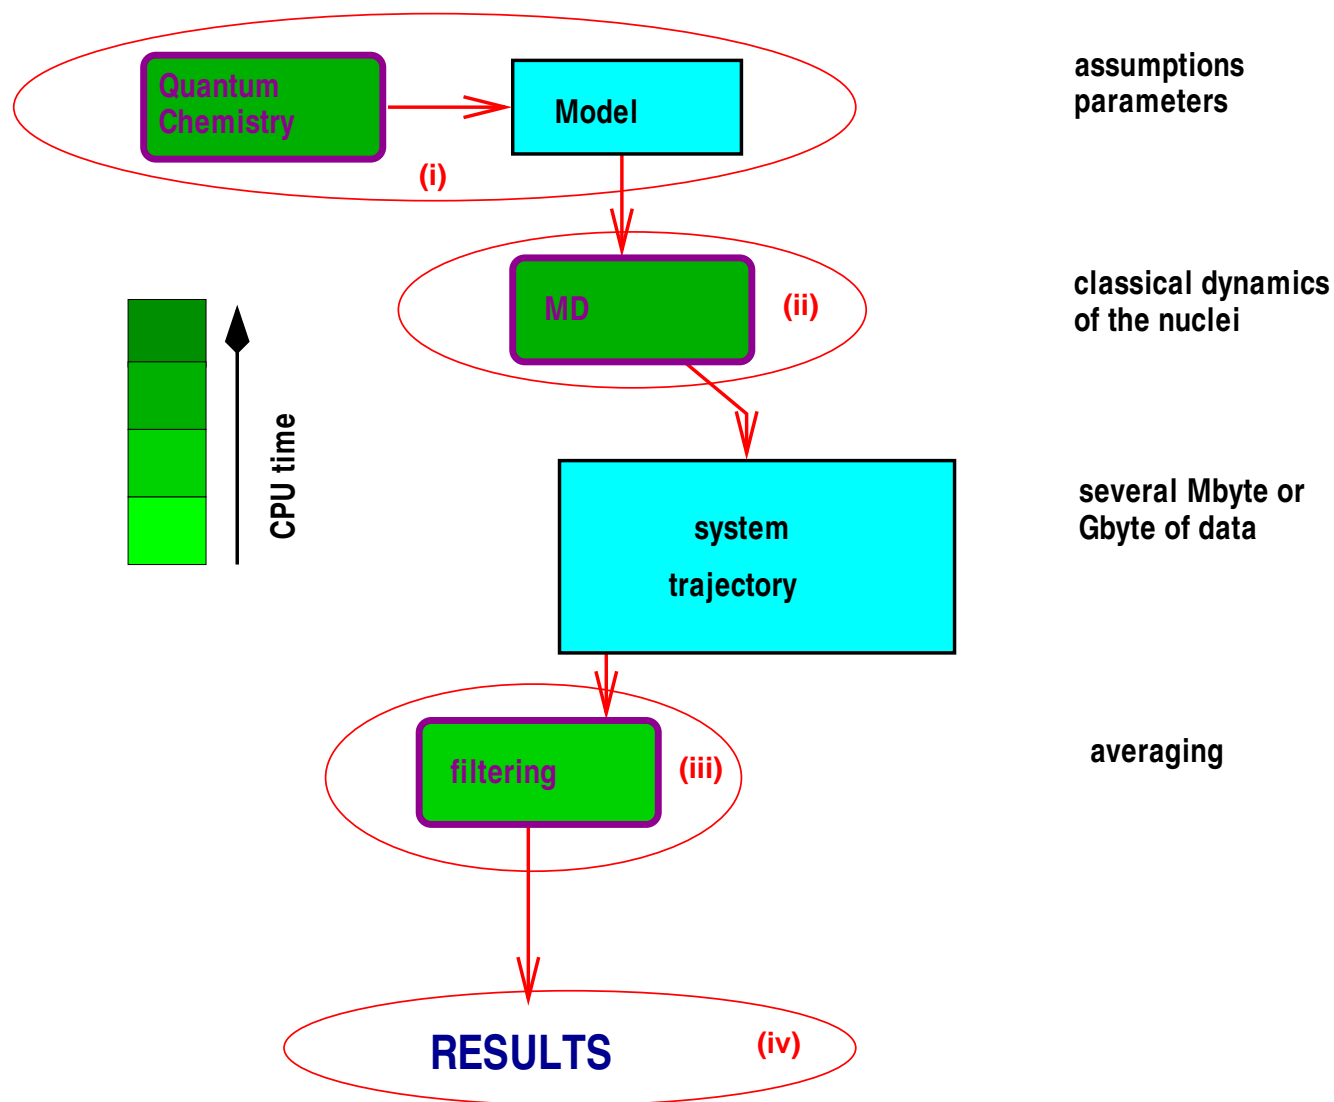 Quantum
Chemistry
Model
(i)
assumptions
parameters
MD
(ii)
classical dynamics
of the nuclei
CPU time
system
trajectory
several Mbyte or
Gbyte of data
filtering
(iii)
averaging
RESULTS
(iv)